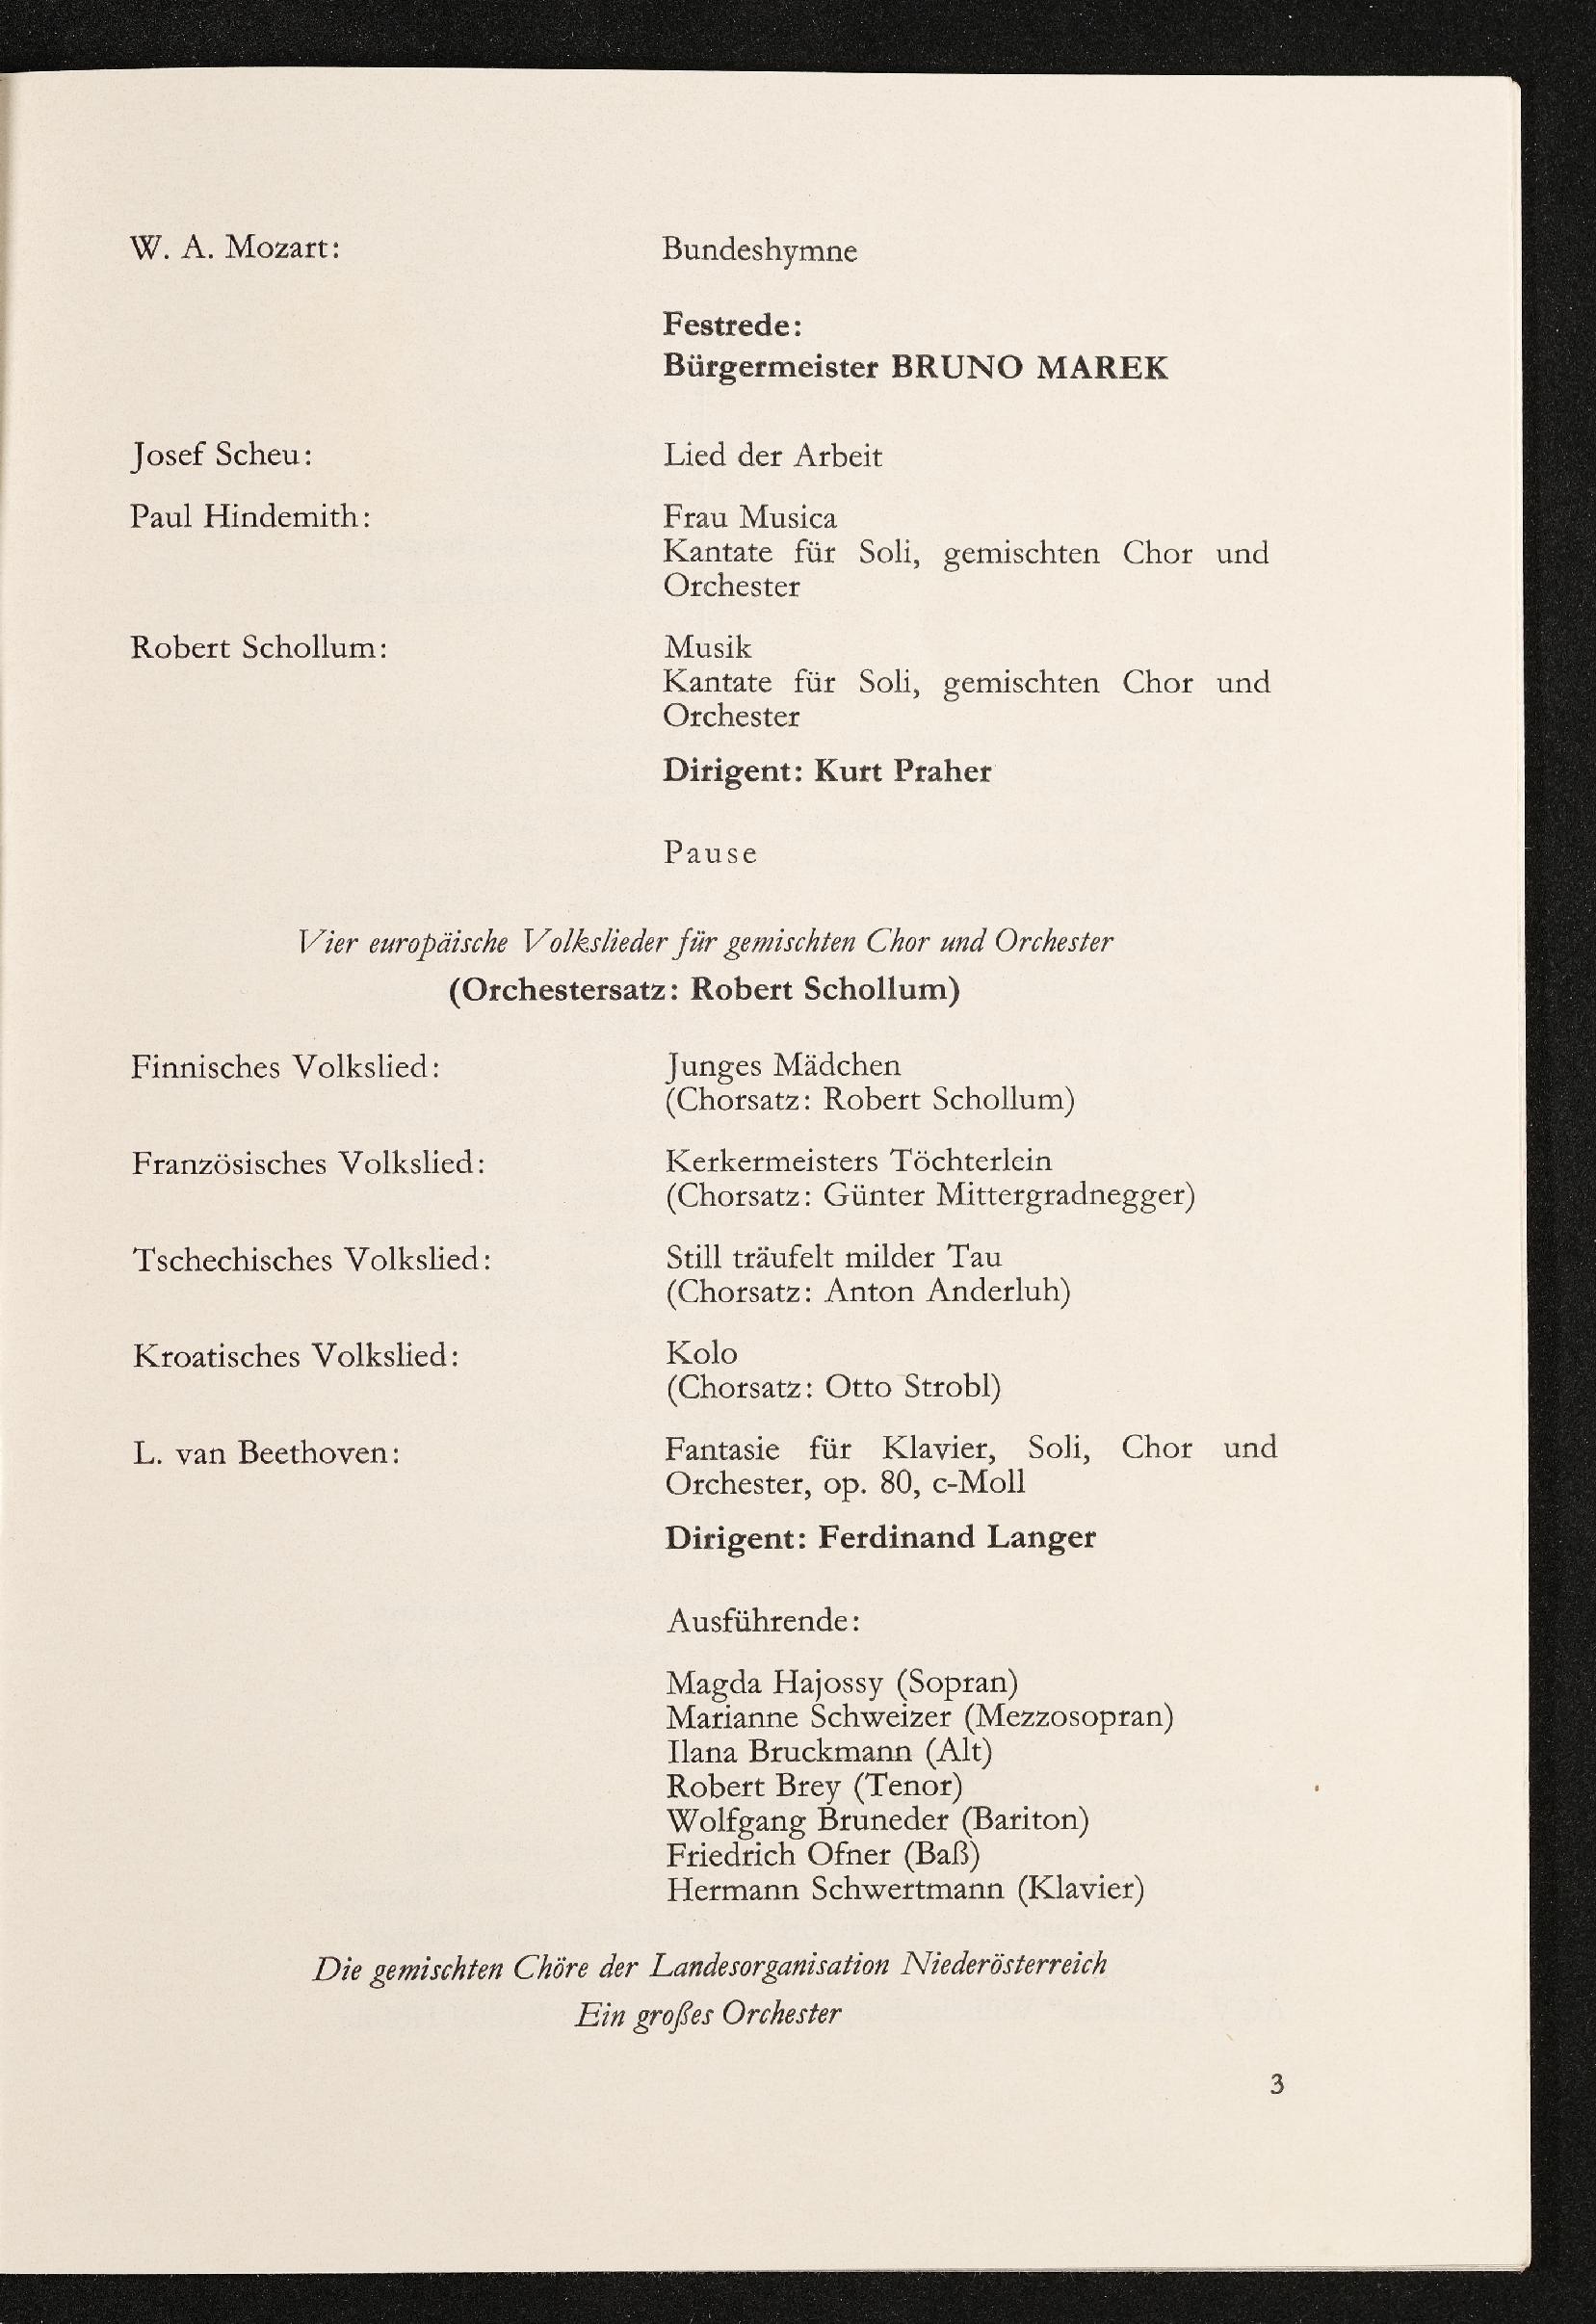 W. A. Mozart: Bundeshymne
Festrede:
Bürgermeister BRUNO MAREK
Josef Scheu: Lied der Arbeit
Paul Hindemith: Frau Musica
Kantate für Soli, gemischten Chor und
Orchester
Robert Schollum: Musik
Kantate für Soli, gemischten Chor und
Orchester
Dirigent: Kurt Praher
Pause
Vier europäische Volkslieder für gemischten Chor und Orchester
(Orchestersatz: Robert Schollum)
Finnisches Volkslied: Junges Mädchen
(Chorsatz: Robert Schollum)
Französisches Volkslied: Kerkermeisters Töchterlein
(Chorsatz: Günter Mittergradnegger)
Tschechisches Volkslied: Still träufelt milder Tau
(Chorsatz: Anton Anderluh)
Kroatisches Volkslied: Kolo
(Chorsatz: Otto Strobl)
L. van Beethoven: Fantasie für Klavier, Soli, Chor und
Orchester, op. 80, c-Moll
Dirigent: Ferdinand Langer
Ausführende:
Magda Hajossy (Sopran)
Marianne Schweizer (Mezzosopran)
Ilana Bruckmann (Alt)
Robert Brey (Tenor)
Wolfgang Bruneder (Bariton)
Friedrich Ofner (Baß)
Hermann Schwertmann (Klavier)
Die gemischten Chöre der Landesorganisation Niederösterreich
Ein großes Orchester
3